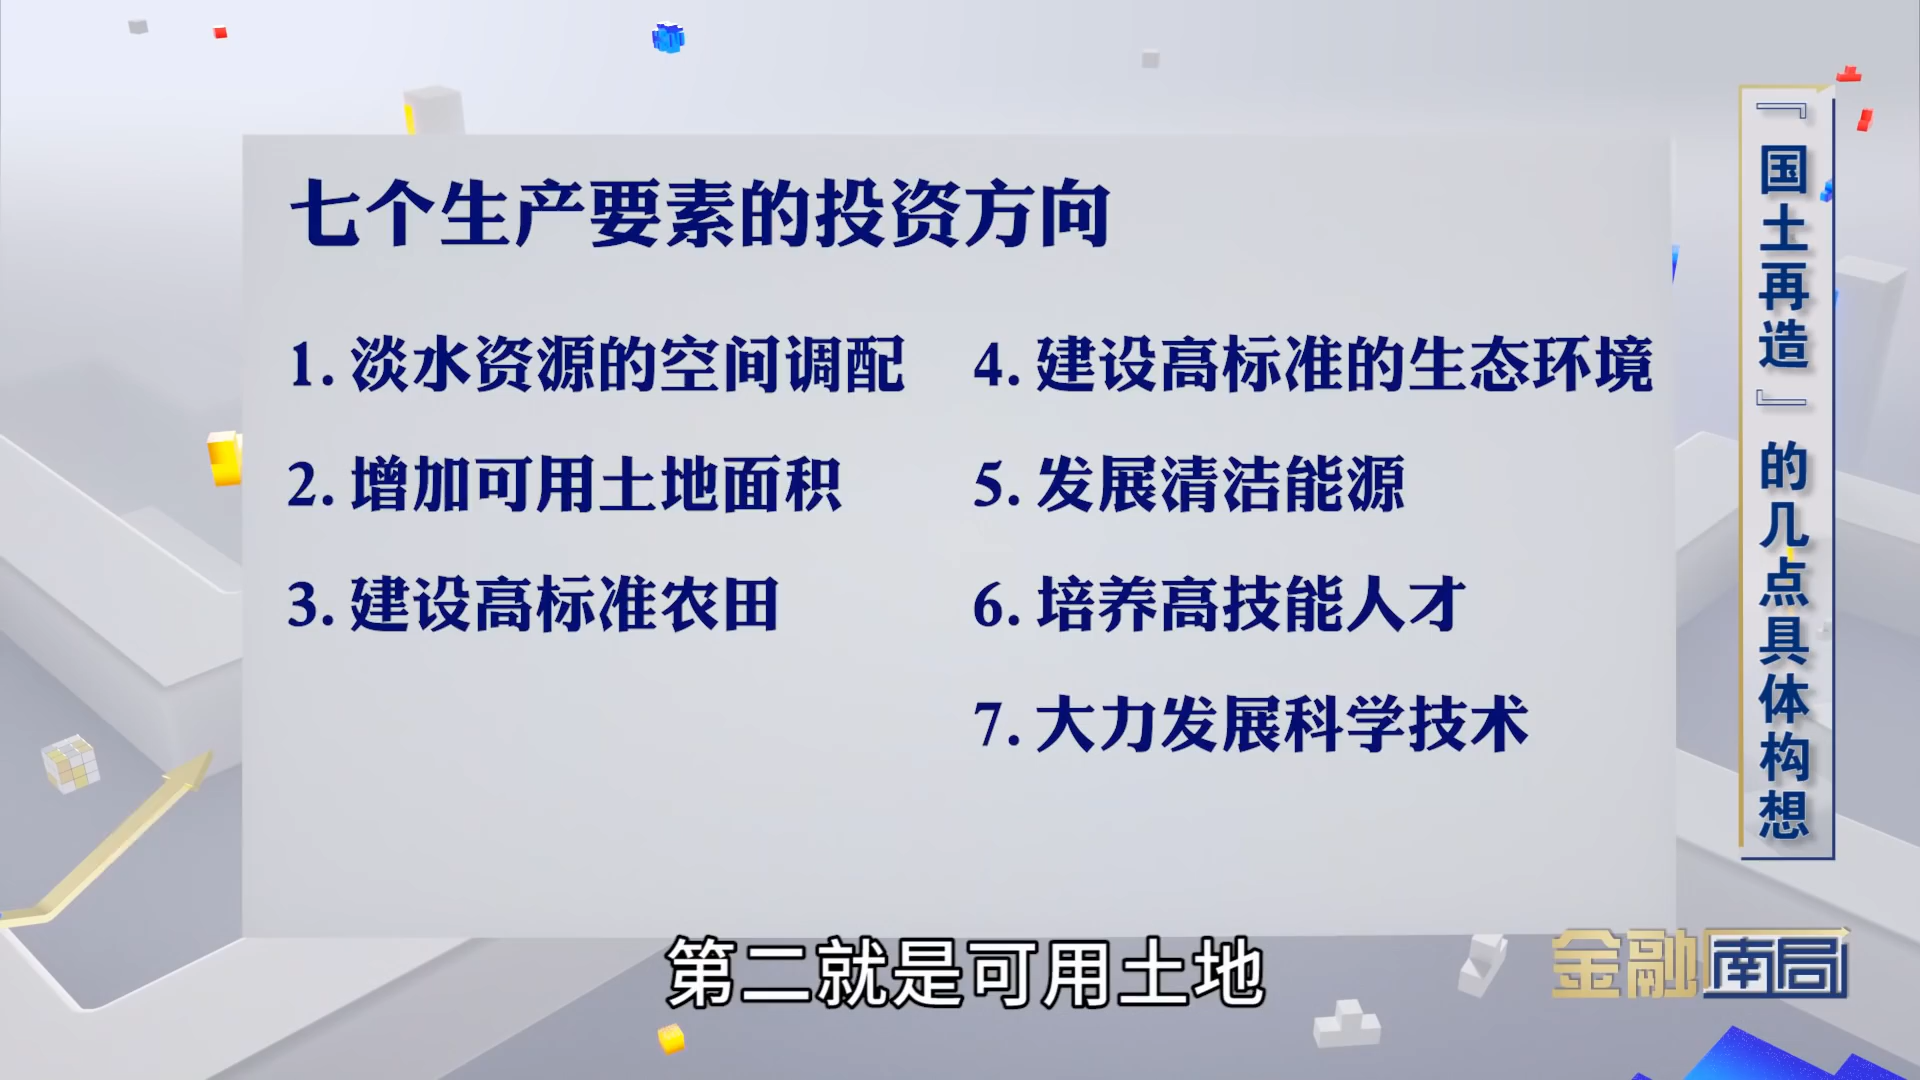 七个生产要素的投资方向
1. 淡水资源的空间调配
2. 增加可用土地面积
3. 建设高标准农田
4. 建设高标准的生态环境
5. 发展清洁能源
6. 培养高技能人才
7. 大力发展科学技术
『国土再造』的几点具体构想
第二就是可用土地
金融南局